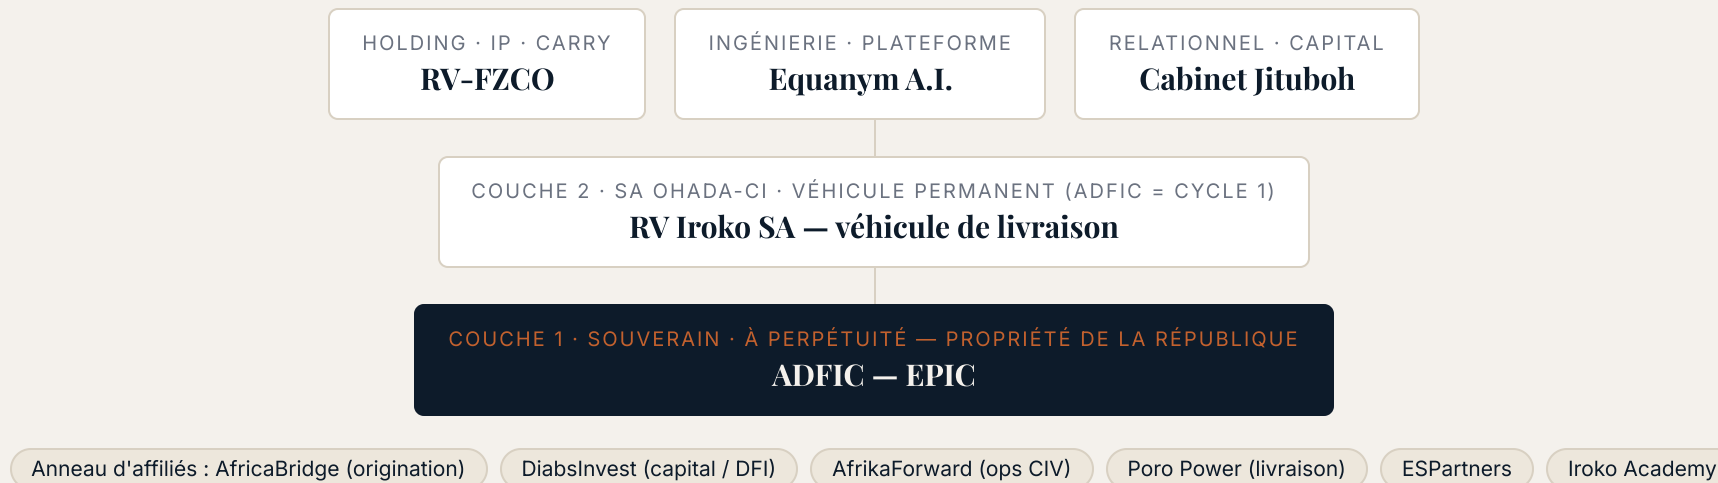 HOLDING · IP · CARRY
RV-FZCO
INGÉNIERIE · PLATEFORME
Equanym A.I.
RELATIONNEL · CAPITAL
Cabinet Jituboh
COUCHE 2 · SA OHADA-CI · VÉHICULE PERMANENT (ADFIC = CYCLE 1)
RV Iroko SA — véhicule de livraison
COUCHE 1 · SOUVERAIN · À PERPÉTUITÉ — PROPRIÉTÉ DE LA RÉPUBLIQUE
ADFIC — EPIC
Anneau d'affiliés : AfricaBridge (origination)
DiabsInvest (capital / DFI)
AfrikaForward (ops CIV)
Poro Power (livraison)
ESPartners
Iroko Academy